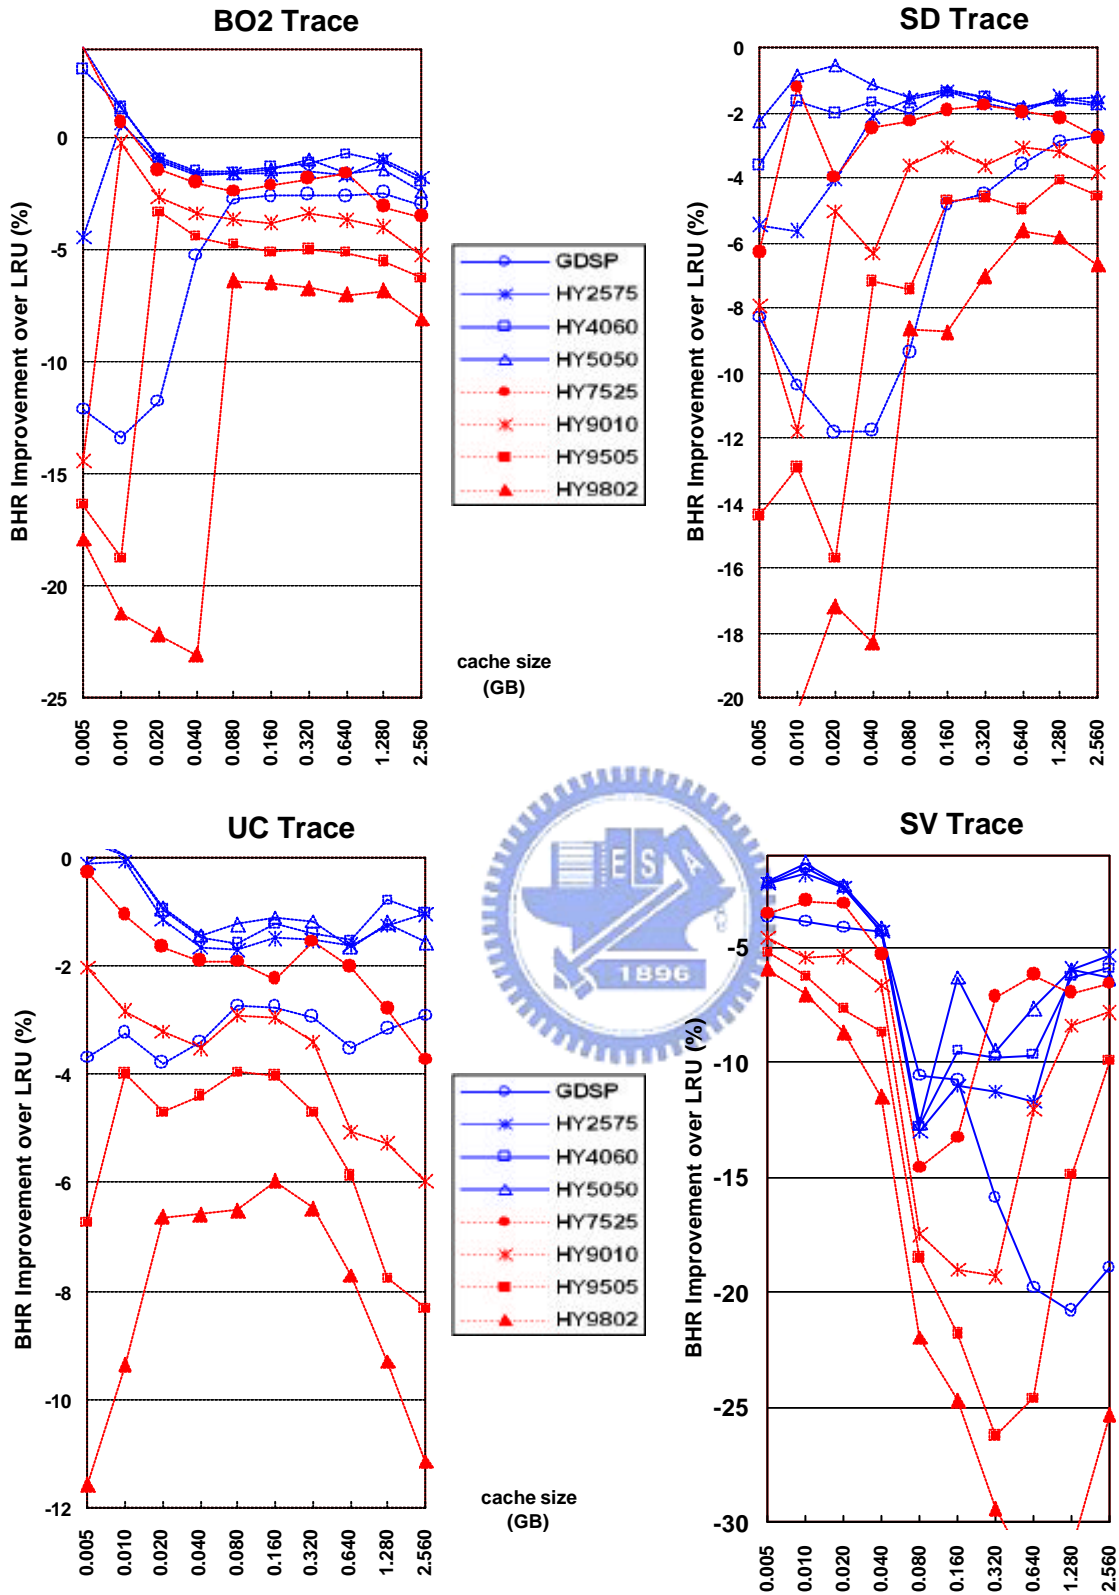 BO2 Trace
BHR Improvement over LRU (%)
0
-5
-10
-15
-20
-25
0.005
0.010
0.020
0.040
0.080
0.160
0.320
0.640
1.280
2.560
GDSP
HY2575
HY4060
HY5050
HY7525
HY9010
HY9505
HY9802
cache size
(GB)
SD Trace
BHR Improvement over LRU (%)
0
-2
-4
-6
-8
-10
-12
-14
-16
-18
-20
0.005
0.010
0.020
0.040
0.080
0.160
0.320
0.640
1.280
2.560
UC Trace
BHR Improvement over LRU (%)
0
-2
-4
-6
-8
-10
-12
0.005
0.010
0.020
0.040
0.080
0.160
0.320
0.640
1.280
2.560
E S A
1896
GDSP
HY2575
HY4060
HY5050
HY7525
HY9010
HY9505
HY9802
cache size
(GB)
SV Trace
BHR Improvement over LRU (%)
-5
-10
-15
-20
-25
-30
0.005
0.010
0.020
0.040
0.080
0.160
0.320
0.640
1.280
2.560